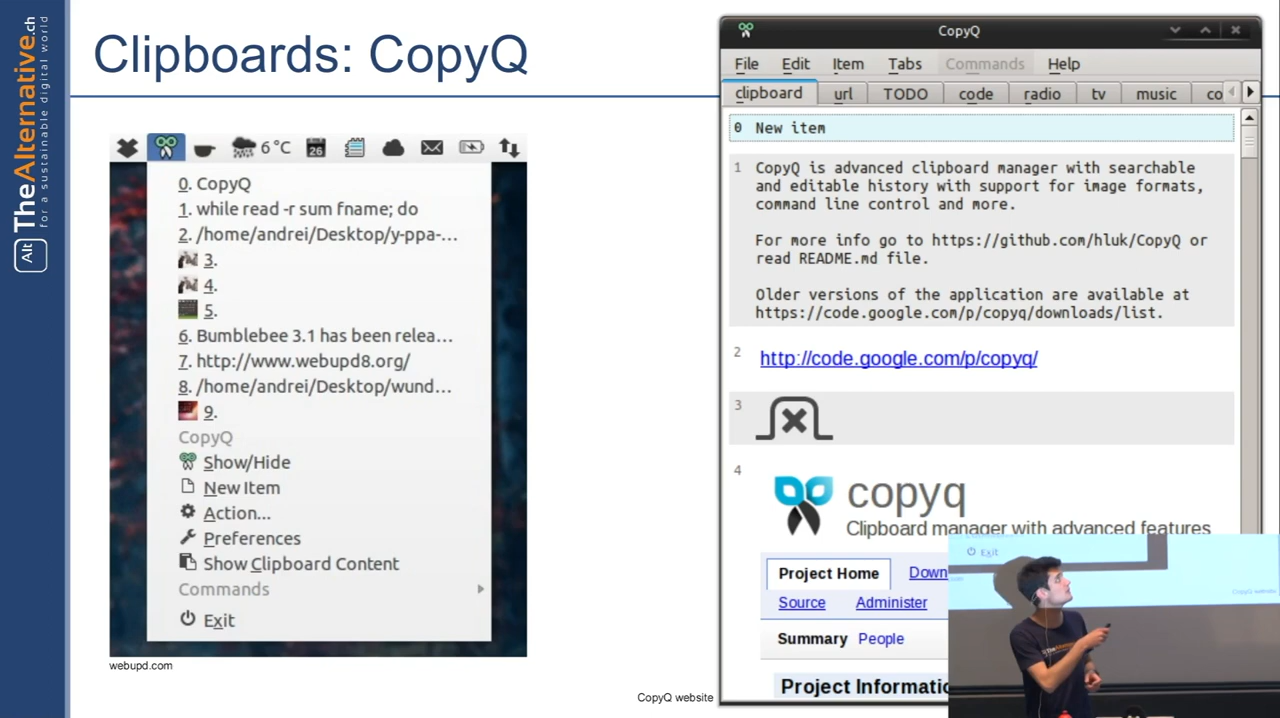 TheAlternative.ch
for a sustainable digital world
Alt
Clipboards: CopyQ
6 °C
26
0. CopyQ
1. while read -r sum fname; do
2. /home/andrei/Desktop/y-ppa-...
3.
4.
5.
6. Bumblebee 3.1 has been relea...
7. http://www.webupd8.org/
8. /home/andrei/Desktop/wund...
9.
CopyQ
Show/Hide
New Item
Action...
Preferences
Show Clipboard Content
Commands
Exit
webupd.com
CopyQ website
CopyQ
File Edit Item Tabs Commands Help
clipboard url TODO code radio tv music co
0 New item
1 CopyQ is advanced clipboard manager with searchable
and editable history with support for image formats,
command line control and more.
For more info go to https://github.com/hluk/CopyQ or
read README.md file.
Older versions of the application are available at
https://code.google.com/p/copyq/downloads/list.
2 http://code.google.com/p/copyq/
3
4
copyq
Clipboard manager with advanced features
Project Home Down
Source Administer
Summary People
Project Informatio
Exit
CopyQ website